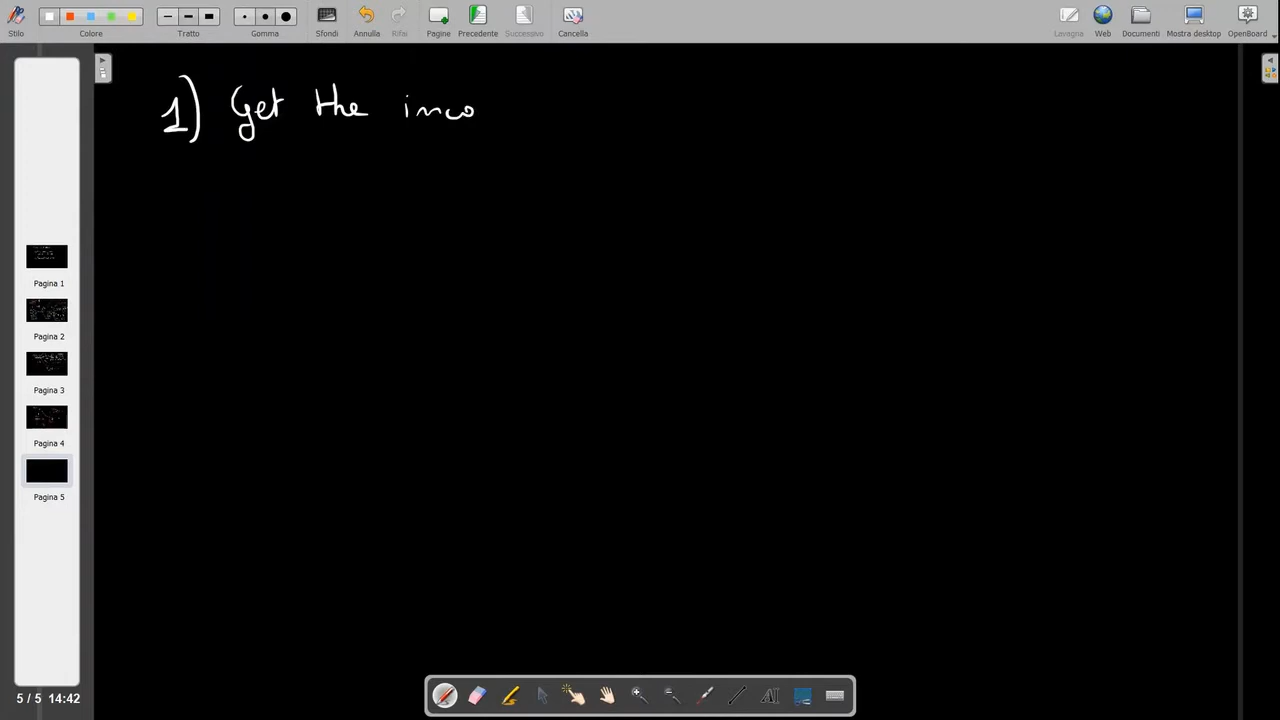 Stilo
Colore
Tratto
Gomma
Sfondi
Annulla
Rifai
Pagine
Precedente
Successivo
Cancella
Lavagna
Web
Documenti
Mostra desktop
OpenBoard
1) Get the inco
Pagina 1
Pagina 2
Pagina 3
Pagina 4
Pagina 5
5 / 5 14:42
AI